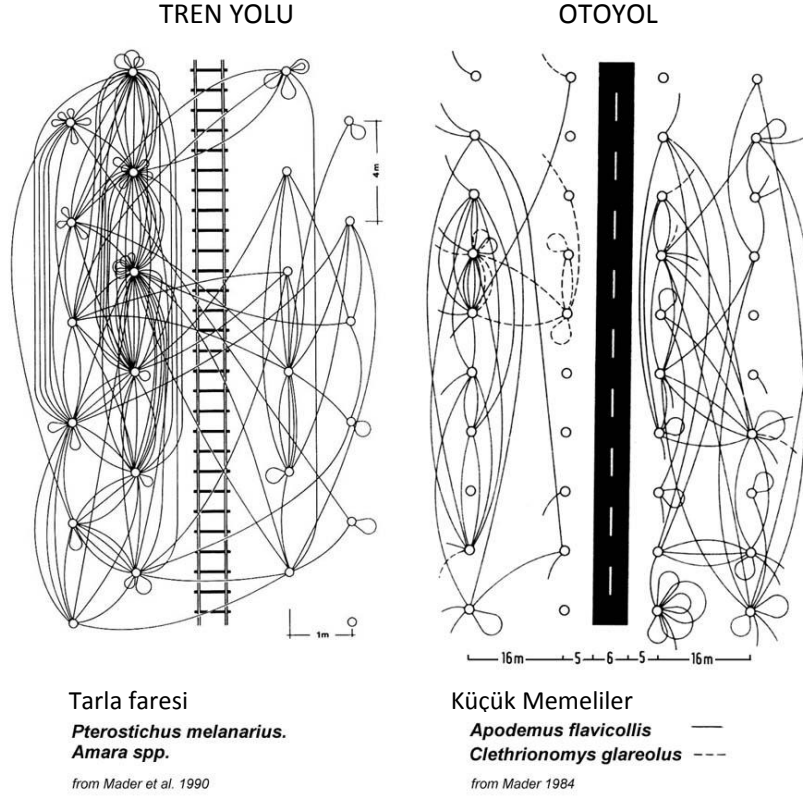 TREN YOLU
OTOYOL
4m
1m
16m 5 6 5 16m
Tarla faresi
Pterostichus melanarius.
Amara spp.
from Mader et al. 1990
Küçük Memeliler
Apodemus flavicollis
Clethrionomys glareolus
from Mader 1984